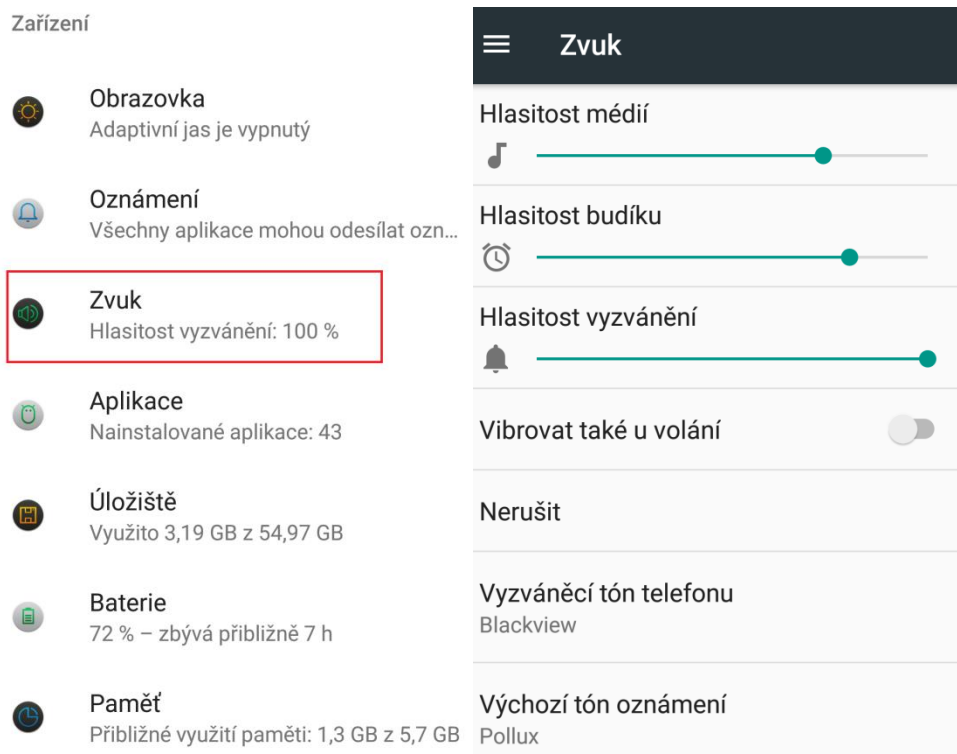 Zařízení
Obrazovka
Adaptivní jas je vypnutý
Oznámení
Všechny aplikace mohou odesílat ozn...
Zvuk
Hlasitost vyzvánění: 100 %
Aplikace
Nainstalované aplikace: 43
Úložiště
Využito 3,19 GB z 54,97 GB
Baterie
72 % – zbývá přibližně 7 h
Paměť
Přibližné využití paměti: 1,3 GB z 5,7 GB
Zvuk
Hlasitost médií
Hlasitost budíku
Hlasitost vyzvánění
Vibrovat také u volání
Nerušit
Vyzváněcí tón telefonu
Blackview
Výchozí tón oznámení
Pollux